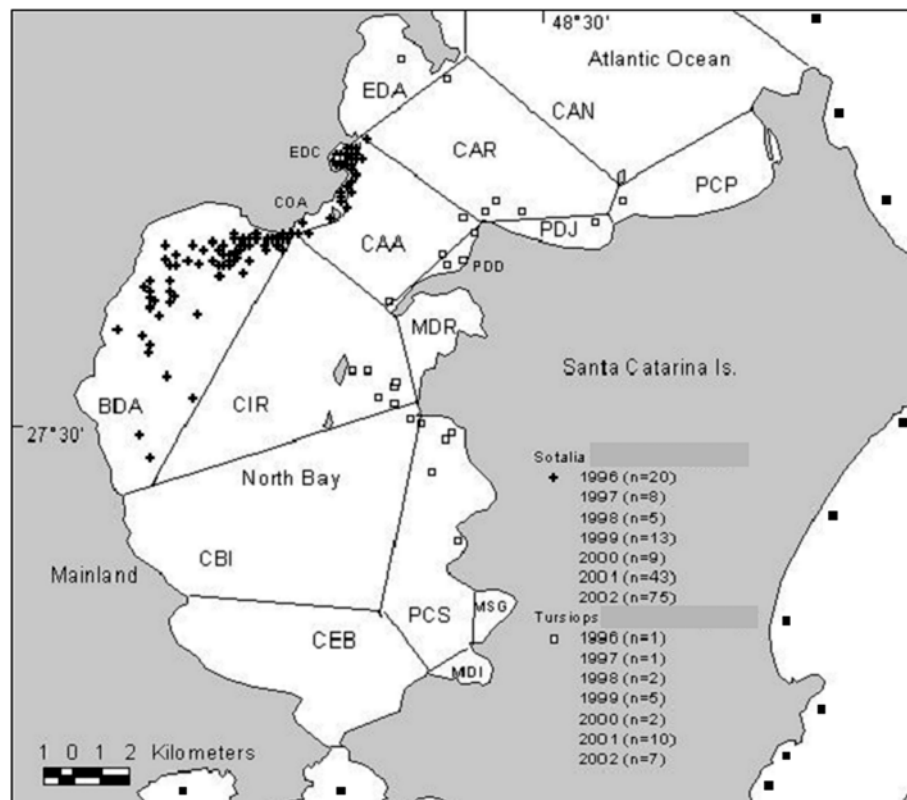 48°30'
Atlantic Ocean
EDA
CAN
EDC
CAR
PCP
COA
CAA
PDJ
PDD
MDR
Santa Catarina Is.
BDA
CIR
27°30'
North Bay
Sotalia
1996 (n=20)
1997 (n=8)
1998 (n=5)
1999 (n=13)
2000 (n=9)
2001 (n=43)
2002 (n=75)
CBI
Mainland
PCS
MSG
CEB
MDI
Tursiops
1996 (n=1)
1997 (n=1)
1998 (n=2)
1999 (n=5)
2000 (n=2)
2001 (n=10)
2002 (n=7)
1 0 1 2 Kilometers